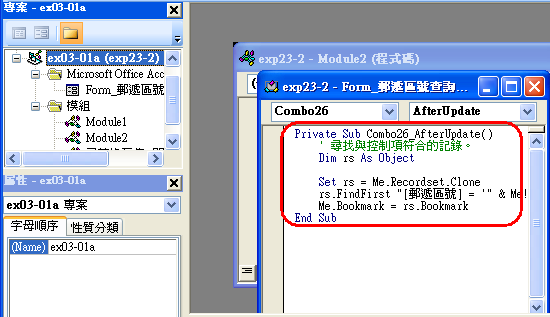 專案 - ex03-01a
ex03-01a (exp23-2)
Microsoft Office Acc
Form_郵遞區號
模組
Module1
Module2
屬性 - ex03-01a
ex03-01a 專案
字母順序
性質分類
(Name) ex03-01a
exp23-2 - Module2 (程式碼)
exp23-2 - Form_郵遞區號查詢...
Combo26
AfterUpdate
Private Sub Combo26_AfterUpdate()
' 尋找與控制項符合的記錄。
Dim rs As Object
Set rs = Me.Recordset.Clone
rs.FindFirst "[郵遞區號] = '" & Me!
Me.Bookmark = rs.Bookmark
End Sub